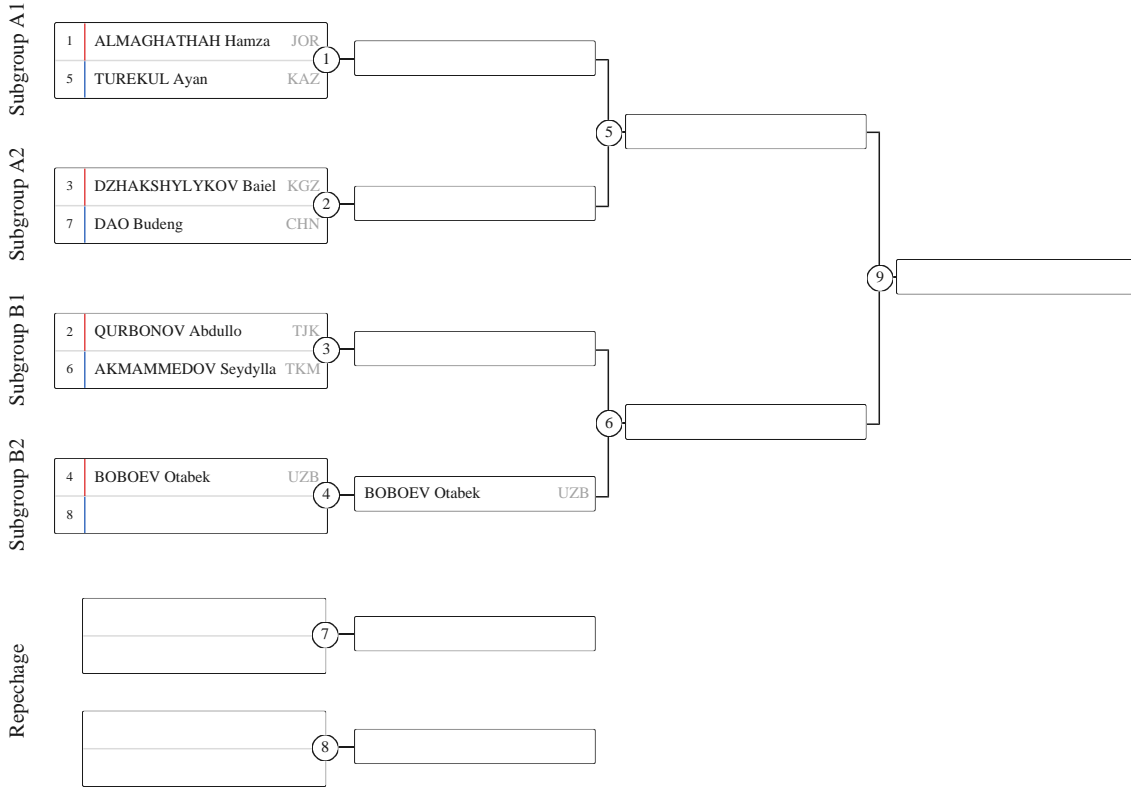 Subgroup A1
1 ALMAGHATHAH Hamza JOR
5 TUREKUL Ayan KAZ
1
5
Subgroup A2
3 DZHAKSHYLYKOV Baiel KGZ
7 DAO Budeng CHN
2
9
Subgroup B1
2 QURBONOV Abdullo TJK
6 AKMAMMEDOV Seydylla TKM
3
6
Subgroup B2
4 BOBOEV Otabek UZB
8
4
BOBOEV Otabek UZB
Repechage
7
8